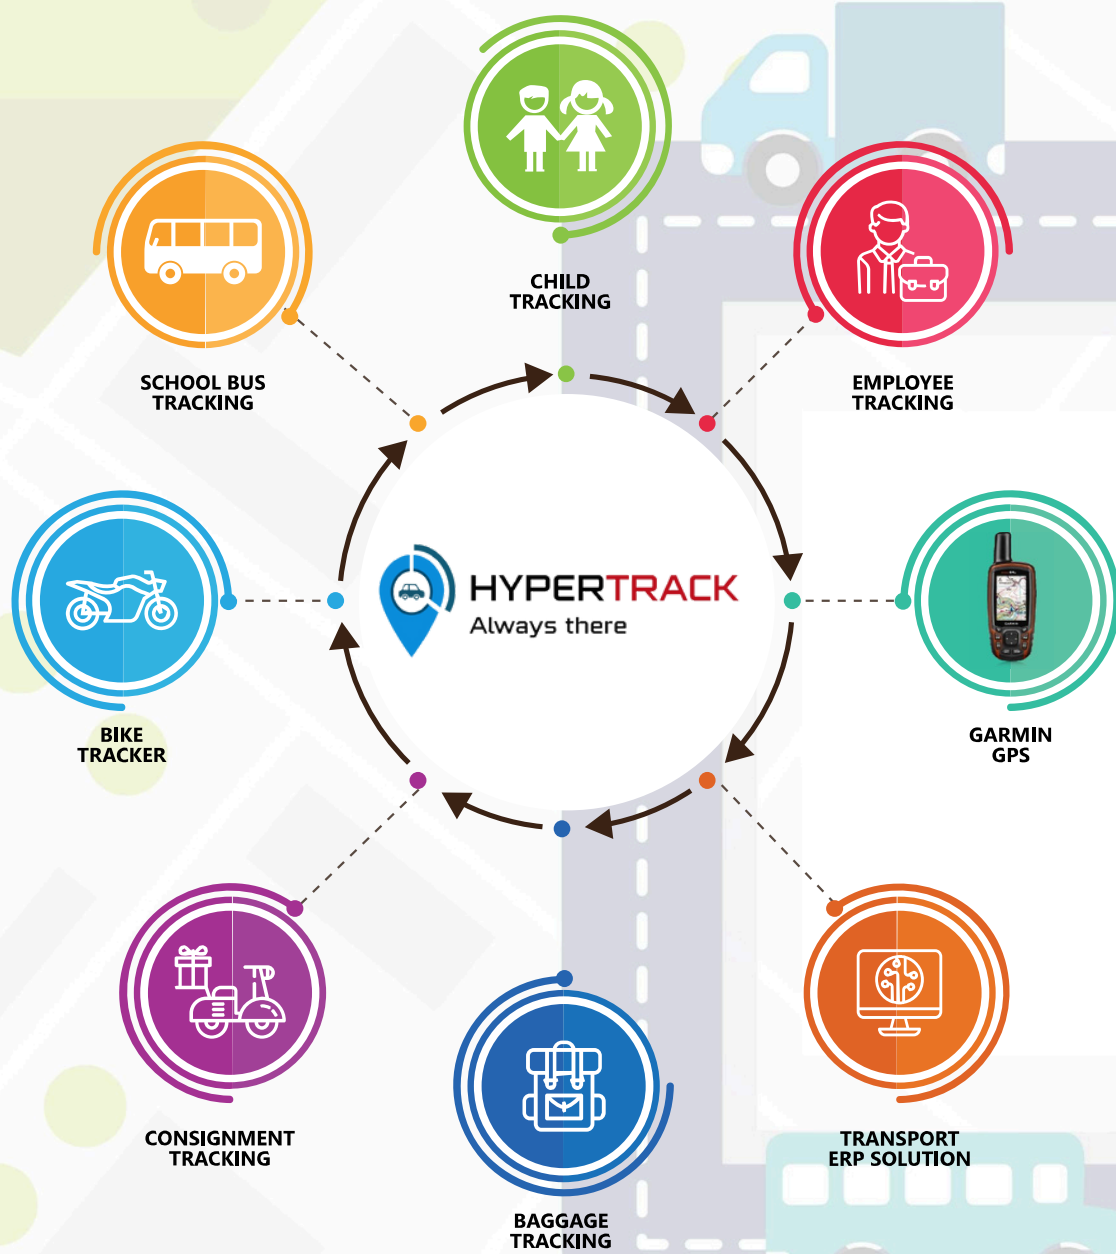 CHILD
TRACKING
EMPLOYEE
TRACKING
SCHOOL BUS
TRACKING
HYPERTRACK
Always there
BIKE
TRACKER
GARMIN
GPS
CONSIGNMENT
TRACKING
TRANSPORT
ERP SOLUTION
BAGGAGE
TRACKING